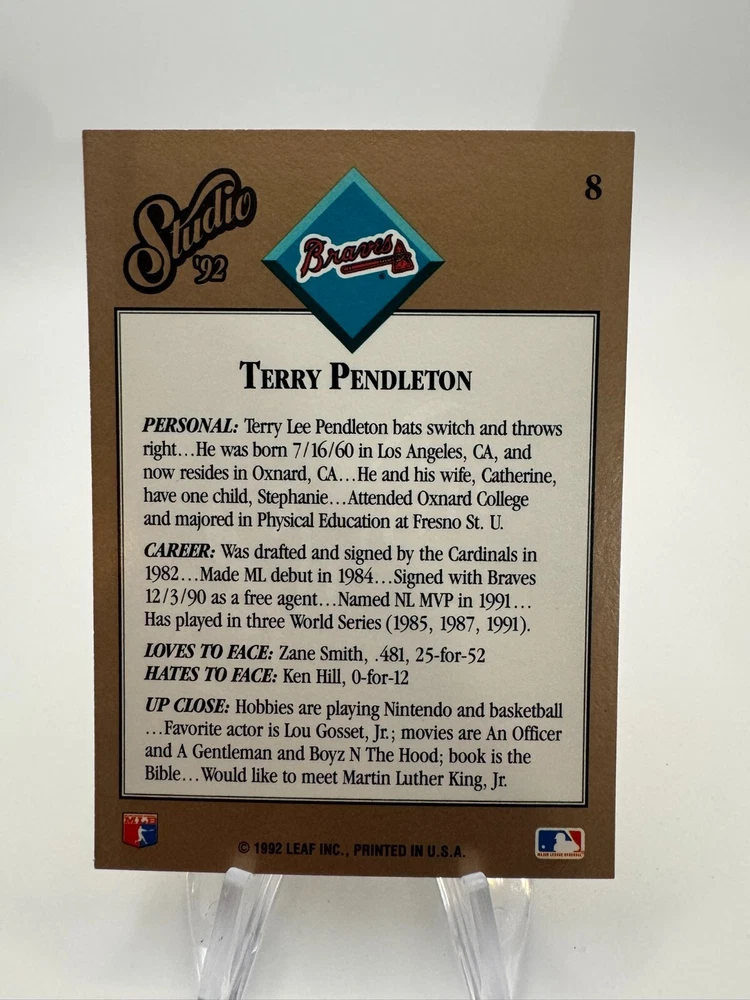 Studio
'92
8
Braves
TERRY PENDLETON
PERSONAL: Terry Lee Pendleton bats switch and throws
right...He was born 7/16/60 in Los Angeles, CA, and
now resides in Oxnard, CA...He and his wife, Catherine,
have one child, Stephanie...Attended Oxnard College
and majored in Physical Education at Fresno St. U.
CAREER: Was drafted and signed by the Cardinals in
1982...Made ML debut in 1984...Signed with Braves
12/3/90 as a free agent...Named NL MVP in 1991...
Has played in three World Series (1985, 1987, 1991).
LOVES TO FACE: Zane Smith, .481, 25-for-52
HATES TO FACE: Ken Hill, 0-for-12
UP CLOSE: Hobbies are playing Nintendo and basketball
...Favorite actor is Lou Gosset, Jr.; movies are An Officer
and A Gentleman and Boyz N The Hood; book is the
Bible...Would like to meet Martin Luther King, Jr.
© 1992 LEAF INC., PRINTED IN U.S.A.
MAJOR LEAGUE BASEBALL